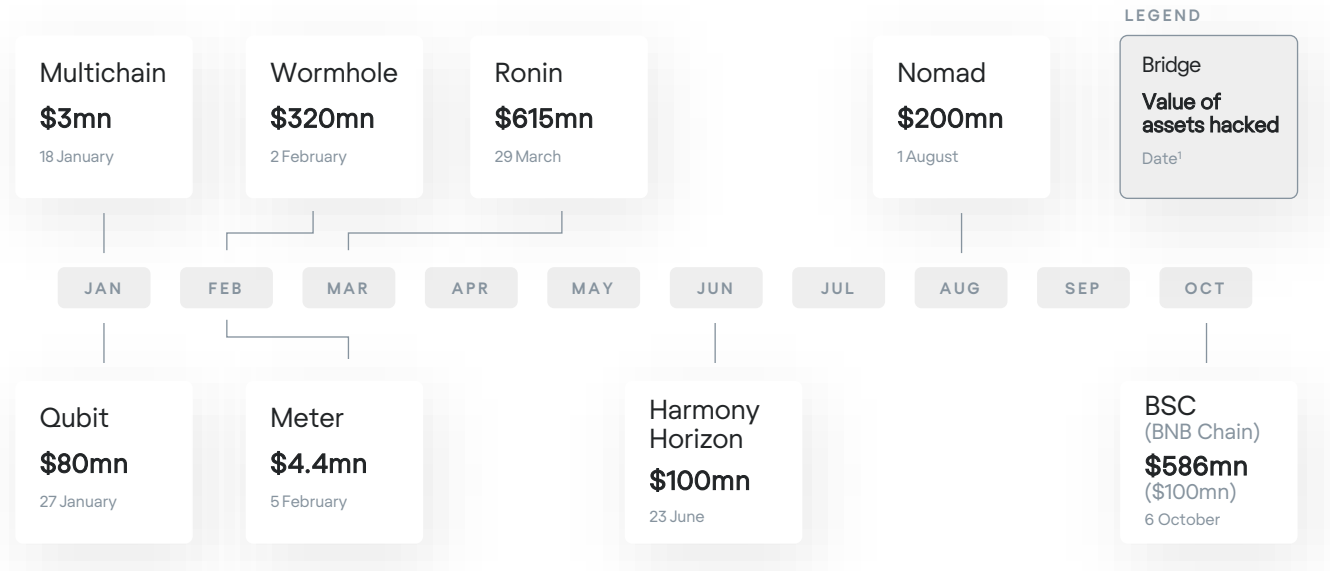 LEGEND
Multichain
$3mn
18 January
Wormhole
$320mn
2 February
Ronin
$615mn
29 March
Nomad
$200mn
1 August
Bridge
Value of
assets hacked
Date¹
JAN
FEB
MAR
APR
MAY
JUN
JUL
AUG
SEP
OCT
Qubit
$80mn
27 January
Meter
$4.4mn
5 February
Harmony
Horizon
$100mn
23 June
BSC
(BNB Chain)
$586mn
($100mn)
6 October